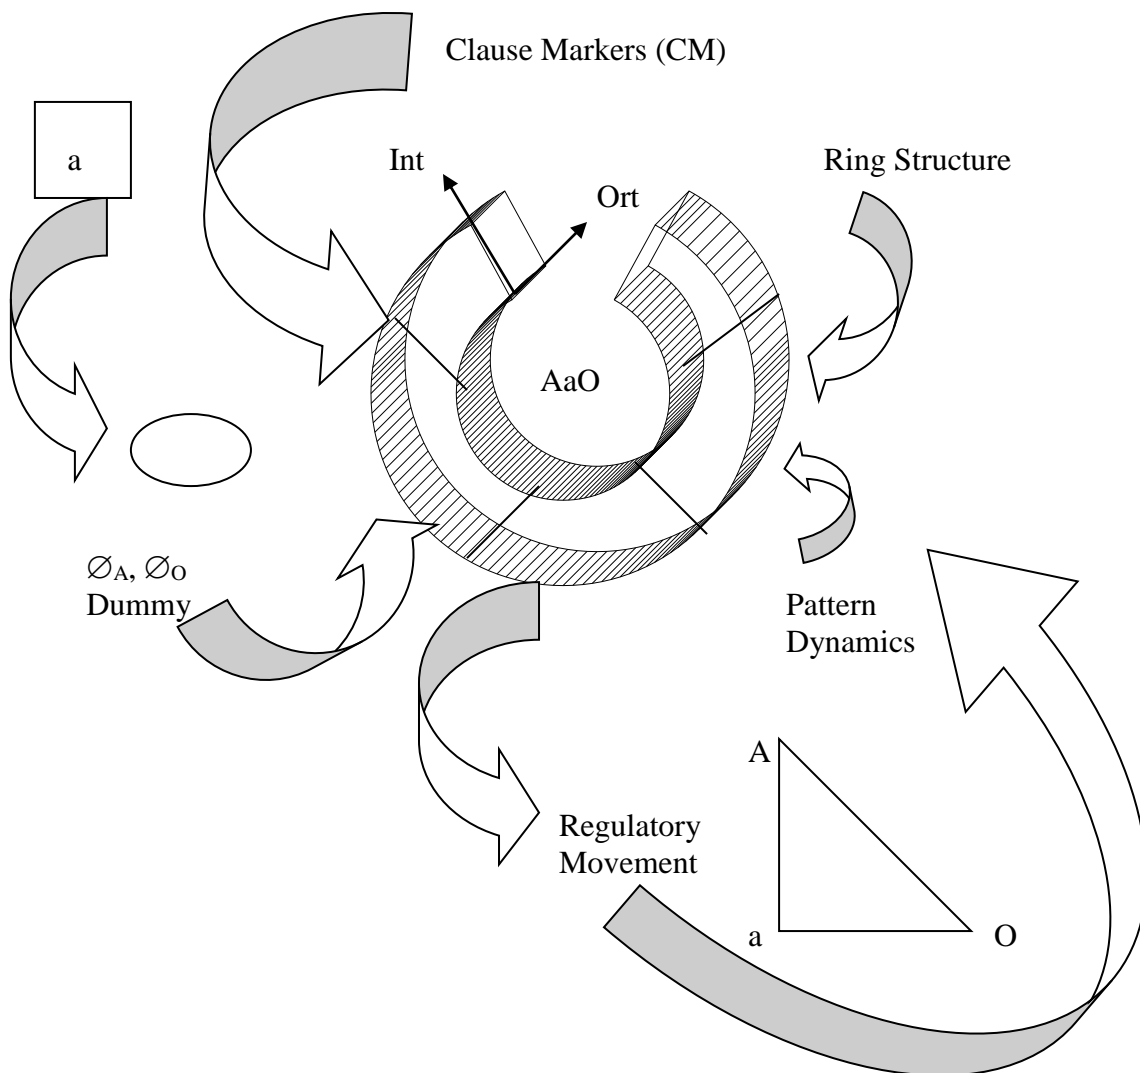 Clause Markers (CM)
a
Int
Ring Structure
Ort
AaO
∅A, ∅O
Dummy
Pattern
Dynamics
A
Regulatory
Movement
a
O